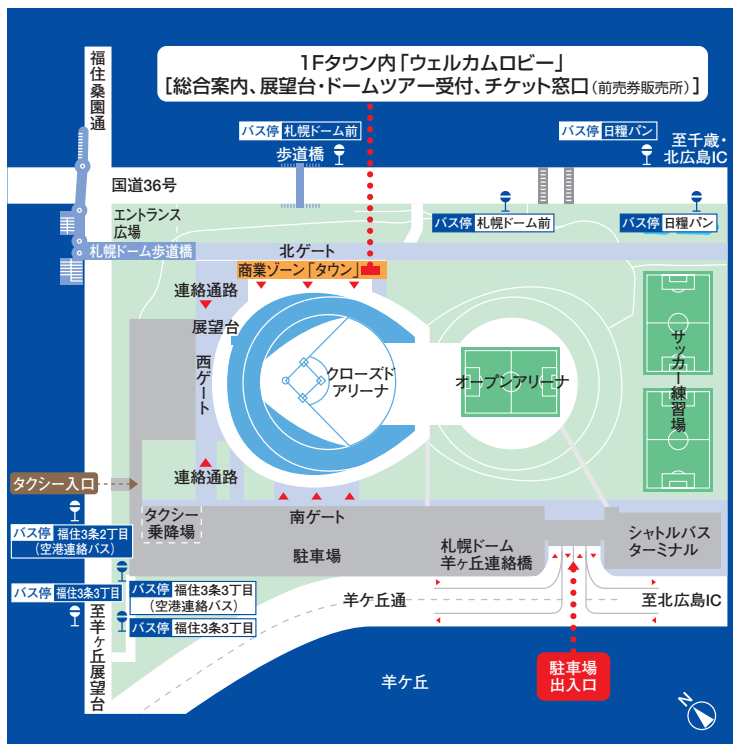 1Fタウン内「ウェルカムロビー」
[総合案内、展望台・ドームツアー受付、チケット窓口(前売券販売所)]
福住桑園通
バス停 札幌ドーム前
バス停 日糧パン
至千歳・
北広島IC
歩道橋
国道36号
エントランス
広場
バス停 札幌ドーム前
バス停 日糧パン
札幌ドーム歩道橋
北ゲート
商業ゾーン「タウン」
連絡通路
展望台
西ゲート
クローズド
アリーナ
オープンアリーナ
サッカー練習場
連絡通路
タクシー入口
タクシー
乗降場
南ゲート
駐車場
札幌ドーム
羊ヶ丘連絡橋
シャトルバス
ターミナル
バス停 福住3条2丁目
(空港連絡バス)
バス停 福住3条3丁目
バス停 福住3条3丁目
(空港連絡バス)
バス停 福住3条3丁目
至羊ヶ丘展望台
羊ケ丘通
至北広島IC
駐車場
出入口
羊ケ丘
N